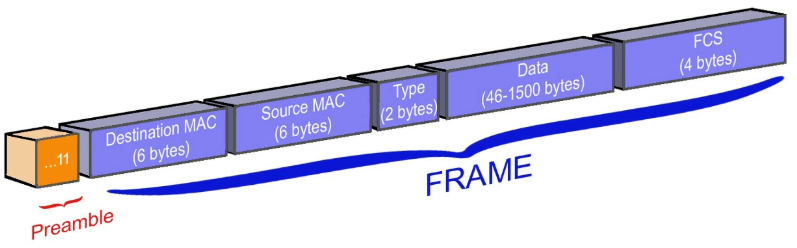 ...11
Preamble
Destination MAC
(6 bytes)
Source MAC
(6 bytes)
Type
(2 bytes)
Data
(46-1500 bytes)
FCS
(4 bytes)
FRAME